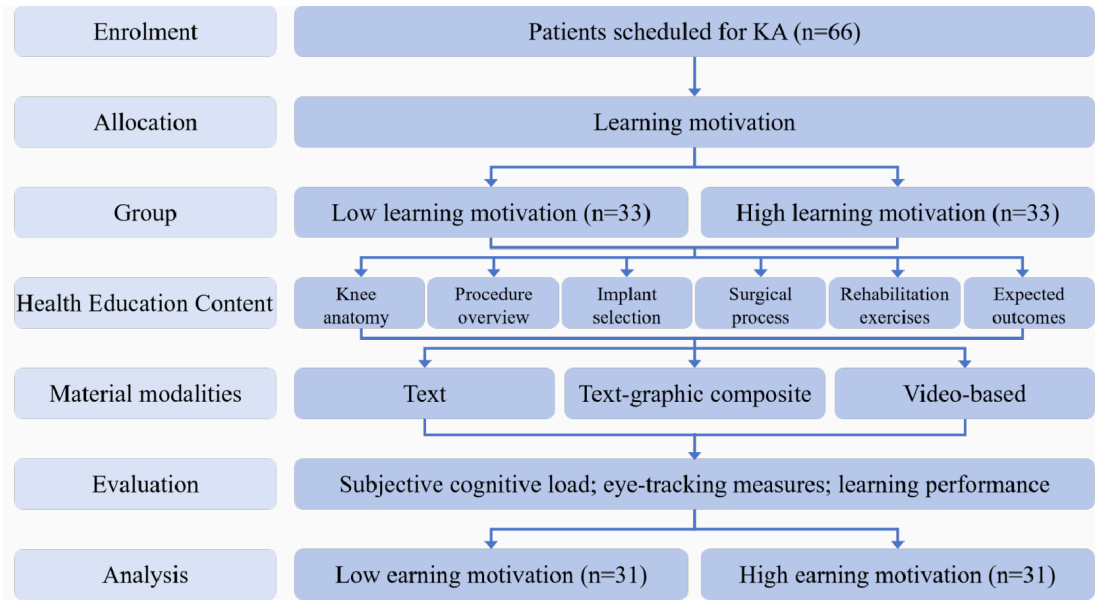 Enrolment
Patients scheduled for KA (n=66)
Allocation
Learning motivation
Group
Low learning motivation (n=33)
High learning motivation (n=33)
Health Education Content
Knee
anatomy
Procedure
overview
Implant
selection
Surgical
process
Rehabilitation
exercises
Expected
outcomes
Material modalities
Text
Text-graphic composite
Video-based
Evaluation
Subjective cognitive load; eye-tracking measures; learning performance
Analysis
Low earning motivation (n=31)
High earning motivation (n=31)